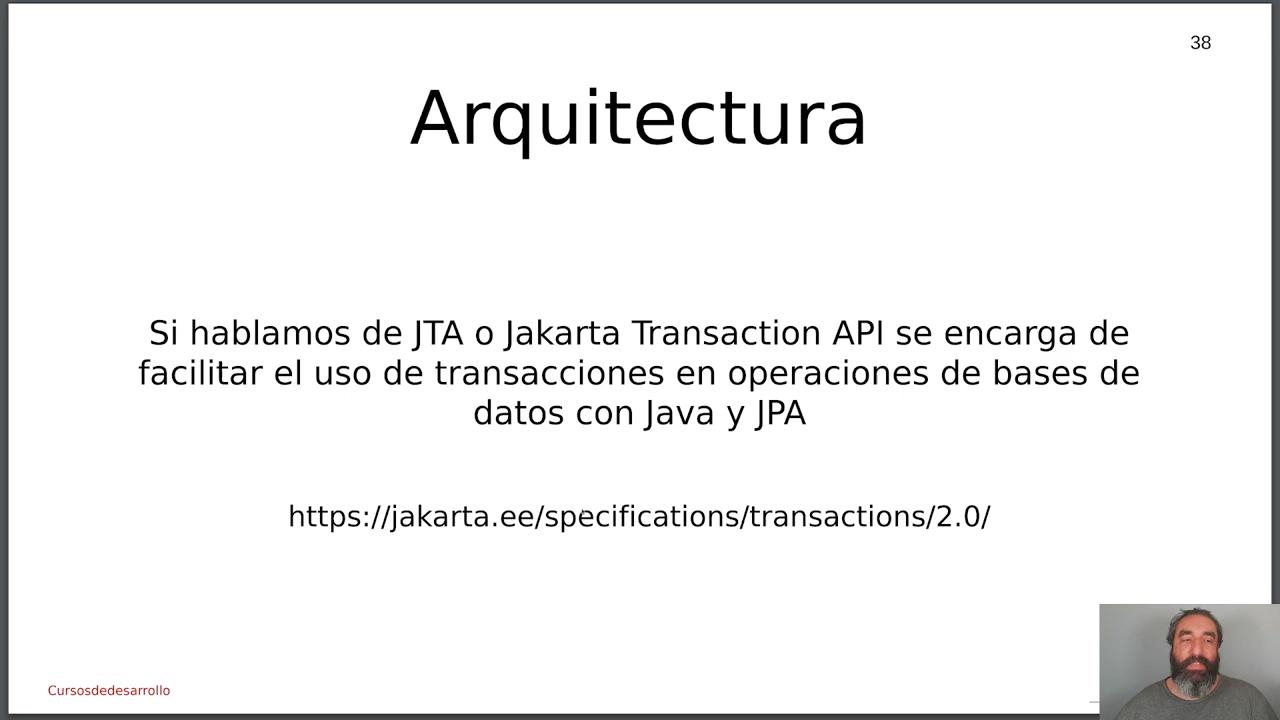 38
Arquitectura
Si hablamos de JTA o Jakarta Transaction API se encarga de
facilitar el uso de transacciones en operaciones de bases de
datos con Java y JPA
https://jakarta.ee/specifications/transactions/2.0/
Cursosdedesarrollo